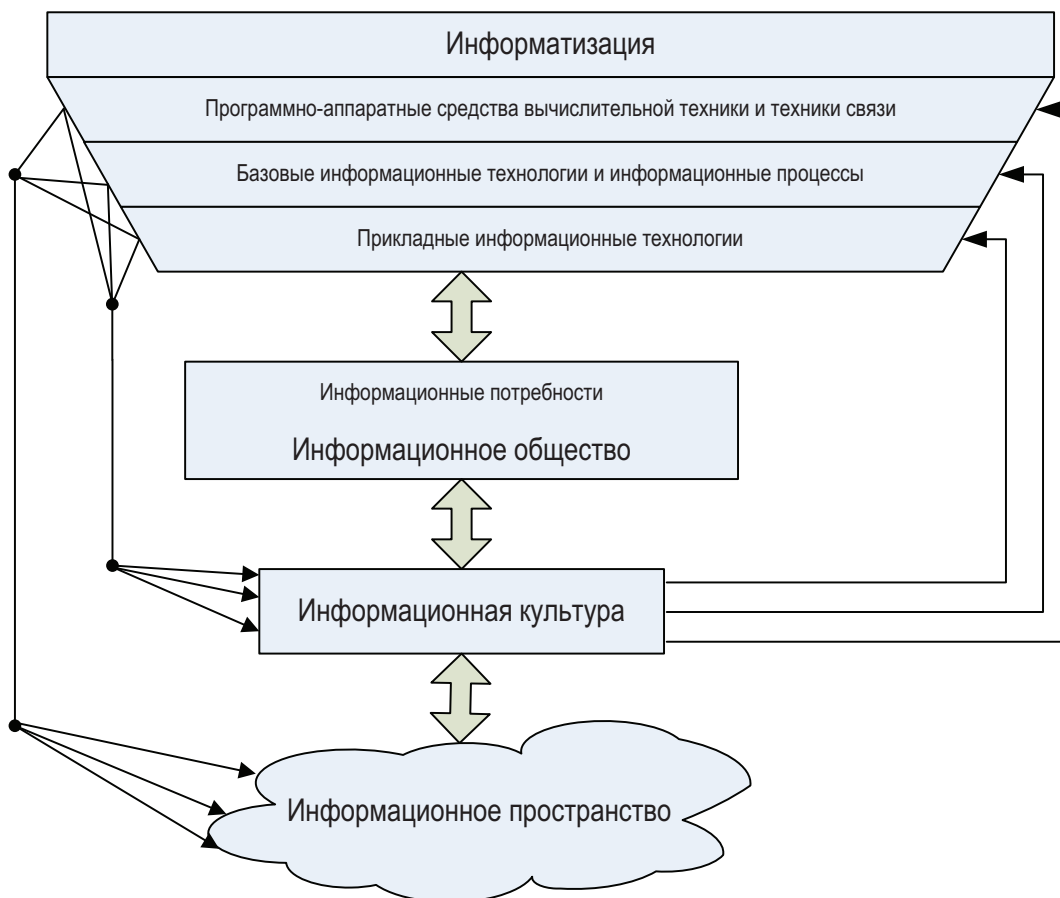 Информатизация
Программно-аппаратные средства вычислительной техники и техники связи
Базовые информационные технологии и информационные процессы
Прикладные информационные технологии
Информационные потребности
Информационное общество
Информационная культура
Информационное пространство